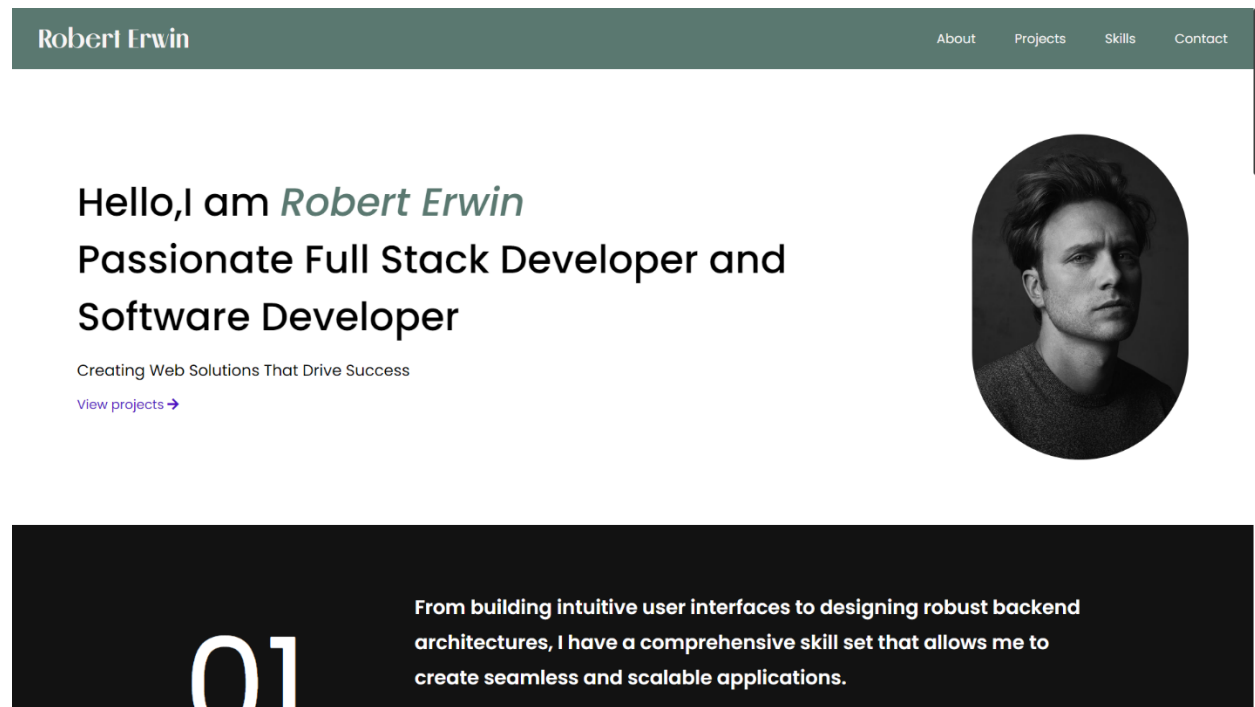 Robert Erwin
About Projects Skills Contact
Hello,I am Robert Erwin
Passionate Full Stack Developer and
Software Developer
Creating Web Solutions That Drive Success
View projects →
01
From building intuitive user interfaces to designing robust backend
architectures, I have a comprehensive skill set that allows me to
create seamless and scalable applications.